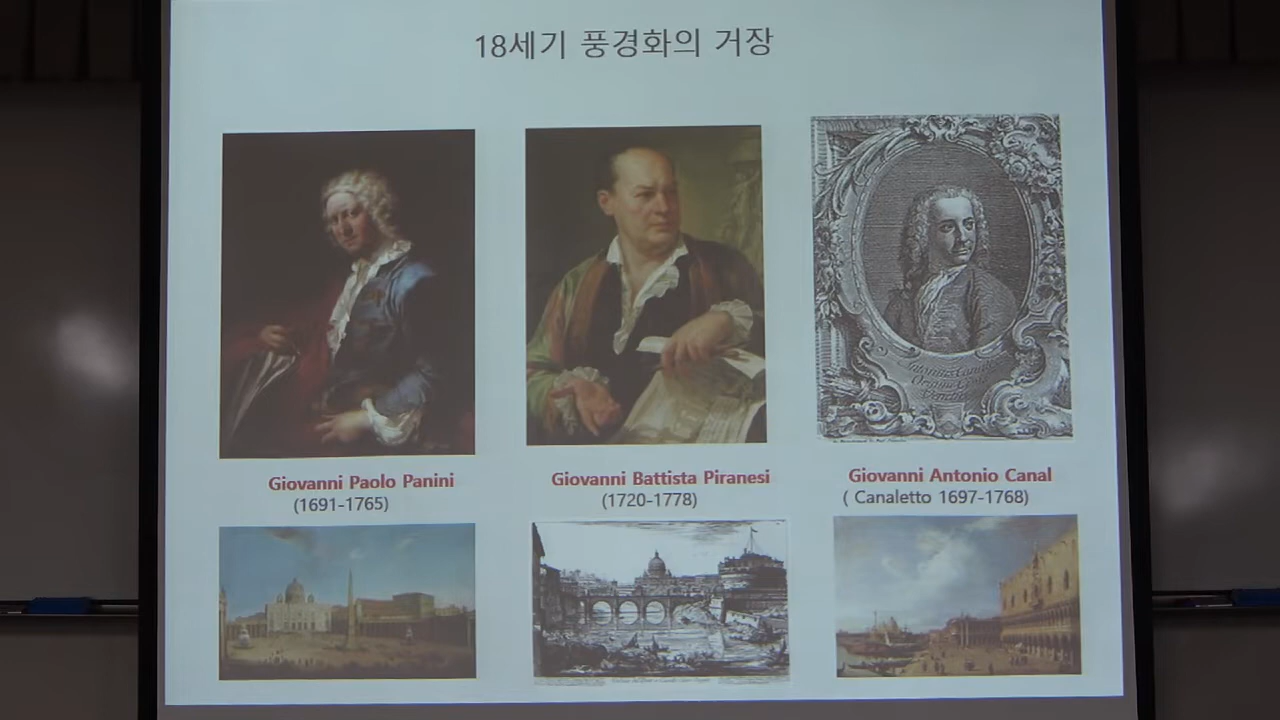 18세기 풍경화의 거장
Giovanni Paolo Panini
(1691-1765)
Giovanni Battista Piranesi
(1720-1778)
Giovanni Antonio Canal
( Canaletto 1697-1768)